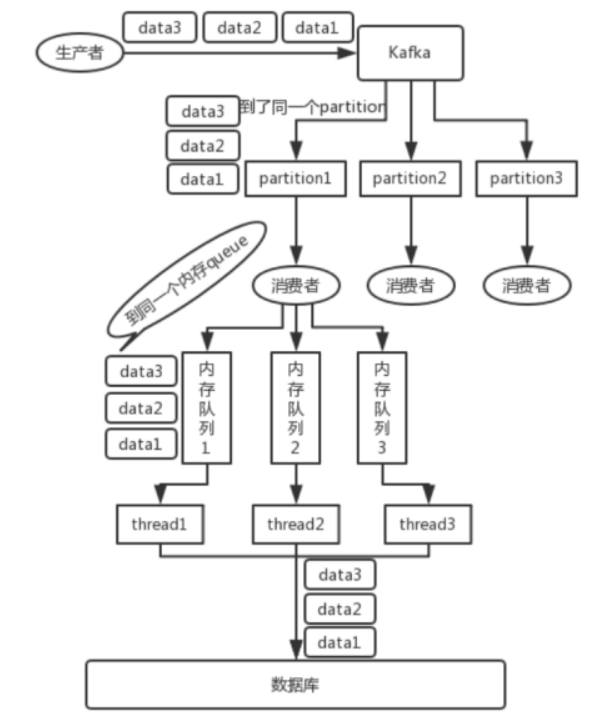 data3
data2
data1
生产者
Kafka
data3
到了同一个partition
data2
data1
partition1
partition2
partition3
到同一个内存queue
消费者
消费者
消费者
data3
data2
data1
内存队列1
内存队列2
内存队列3
thread1
thread2
thread3
data3
data2
data1
数据库